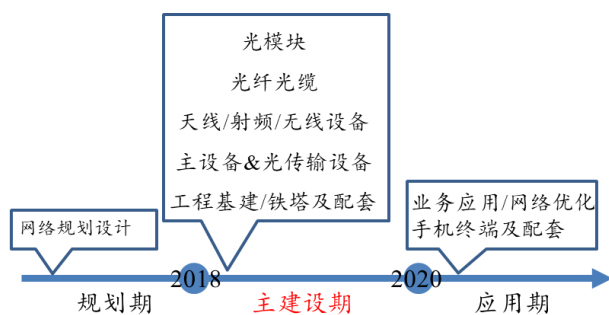 光模块
光纤光缆
天线/射频/无线设备
主设备&光传输设备
工程基建/铁塔及配套
网络规划设计
业务应用/网络优化
手机终端及配套
2018
2020
规划期
主建设期
应用期